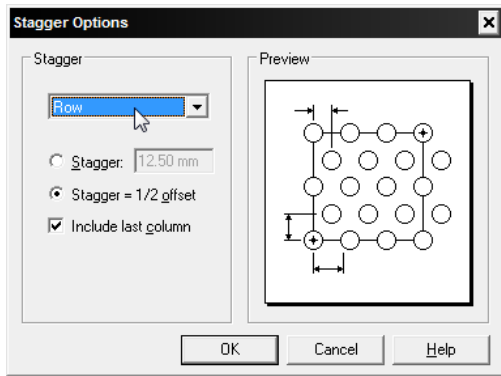 Stagger Options
Stagger
Row
Stagger: 12.50 mm
Stagger = 1/2 offset
Include last column
Preview
OK Cancel Help